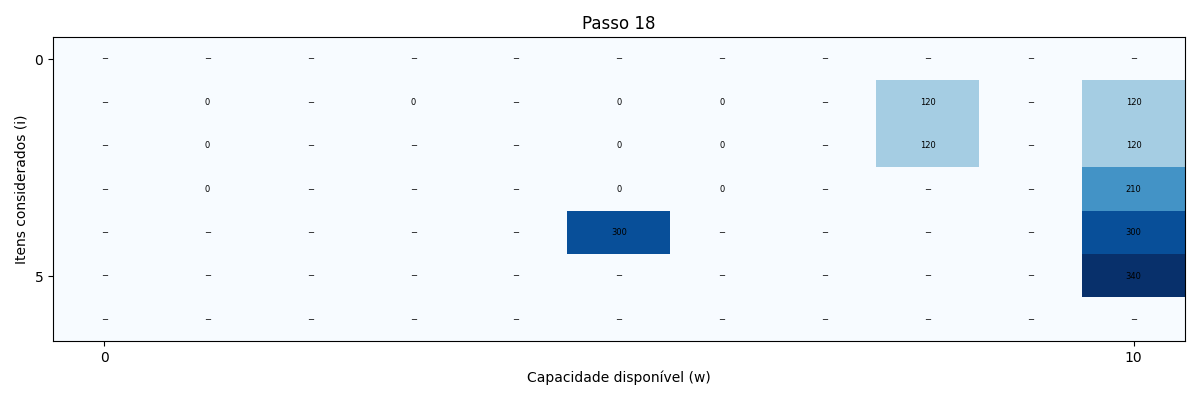 Passo 18
Itens considerados (i)
0 – – – – – – – – – – –
– 0 – 0 – 0 0 – 120 – 120
– 0 – – – 0 0 – 120 – 120
– 0 – – – 0 0 – – – 210
– – – – – 300 – – – – 300
5 – – – – – – – – – – 340
– – – – – – – – – – –
0 10
Capacidade disponível (w)